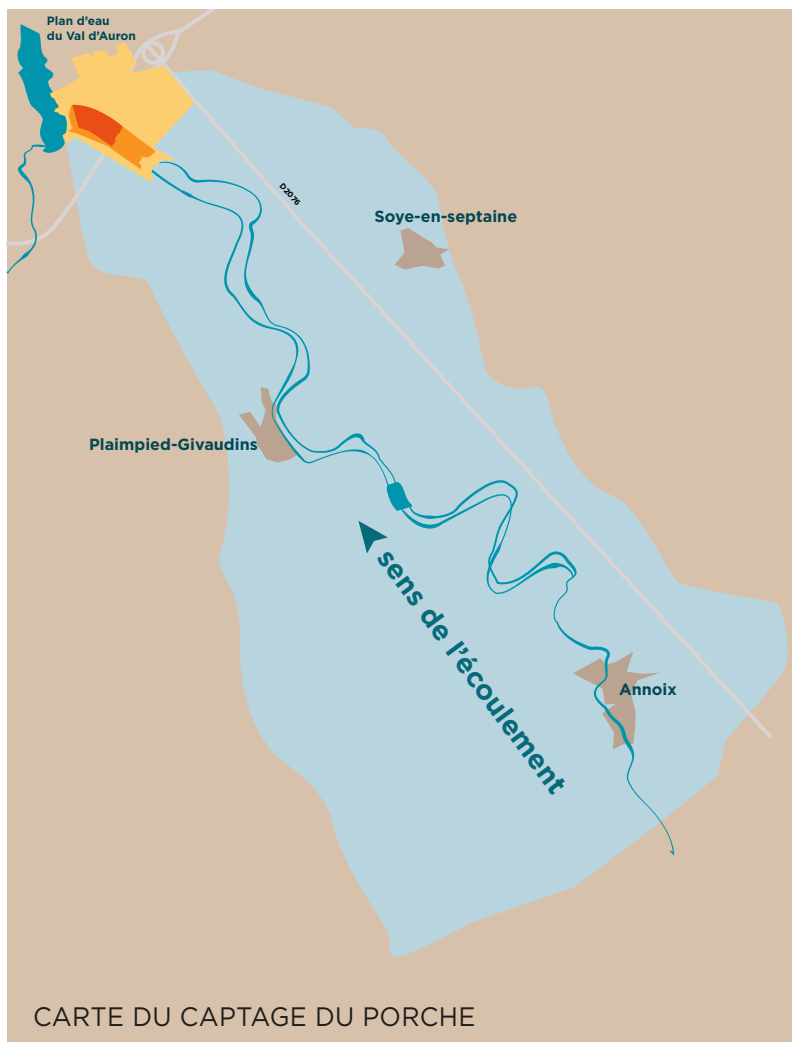 Plan d'eau
du Val d'Auron
D2076
Soye-en-septaine
Plaimpied-Givaudins
sens de l'écoulement
Annoix
CARTE DU CAPTAGE DU PORCHE